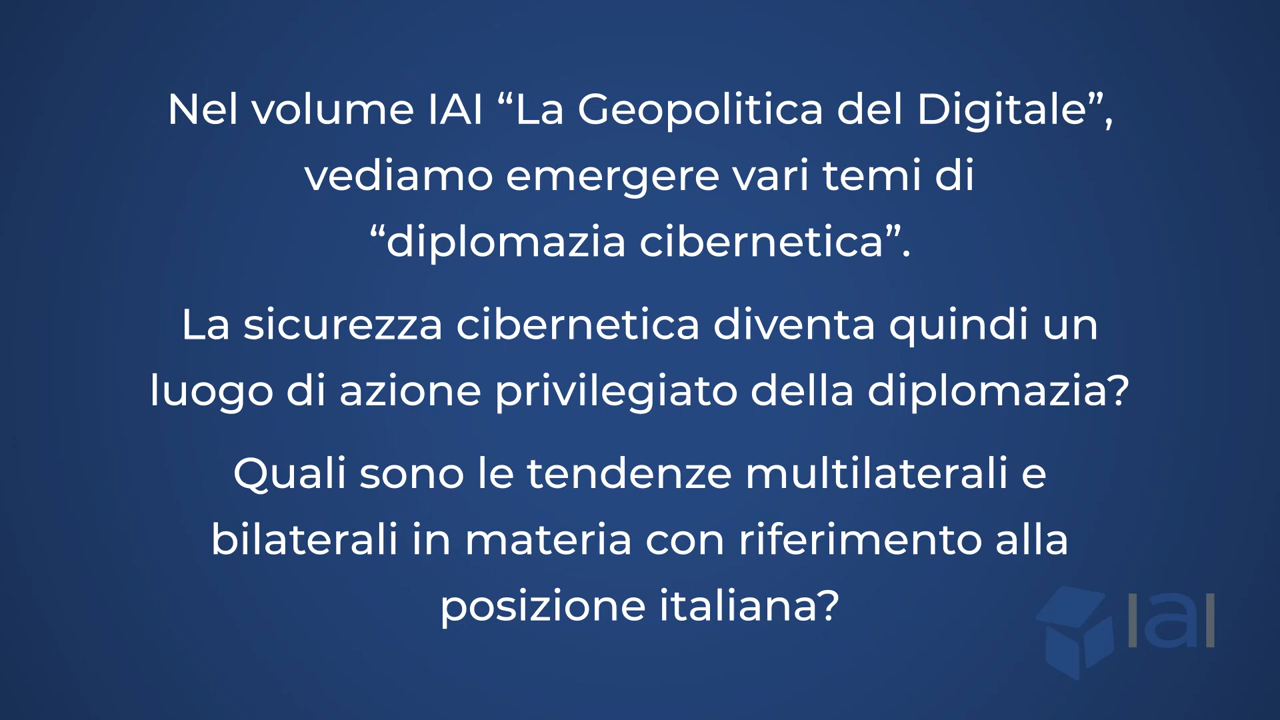 Nel volume IAI “La Geopolitica del Digitale”,
vediamo emergere vari temi di
“diplomazia cibernetica”.
La sicurezza cibernetica diventa quindi un
luogo di azione privilegiato della diplomazia?
Quali sono le tendenze multilaterali e
bilaterali in materia con riferimento alla
posizione italiana?
IaI